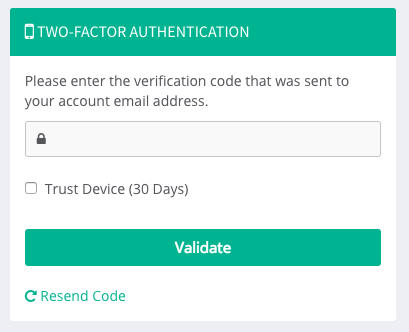 TWO-FACTOR AUTHENTICATION
Please enter the verification code that was sent to
your account email address.
Trust Device (30 Days)
Validate
Resend Code